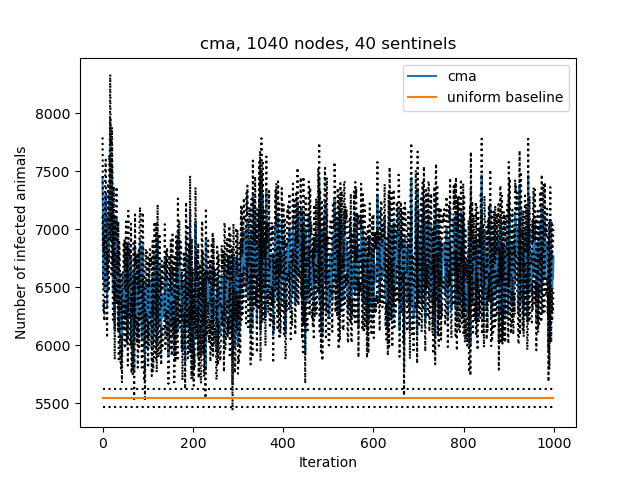 cma, 1040 nodes, 40 sentinels
cma
uniform baseline
Number of infected animals
8000
7500
7000
6500
6000
5500
0 200 400 600 800 1000
Iteration